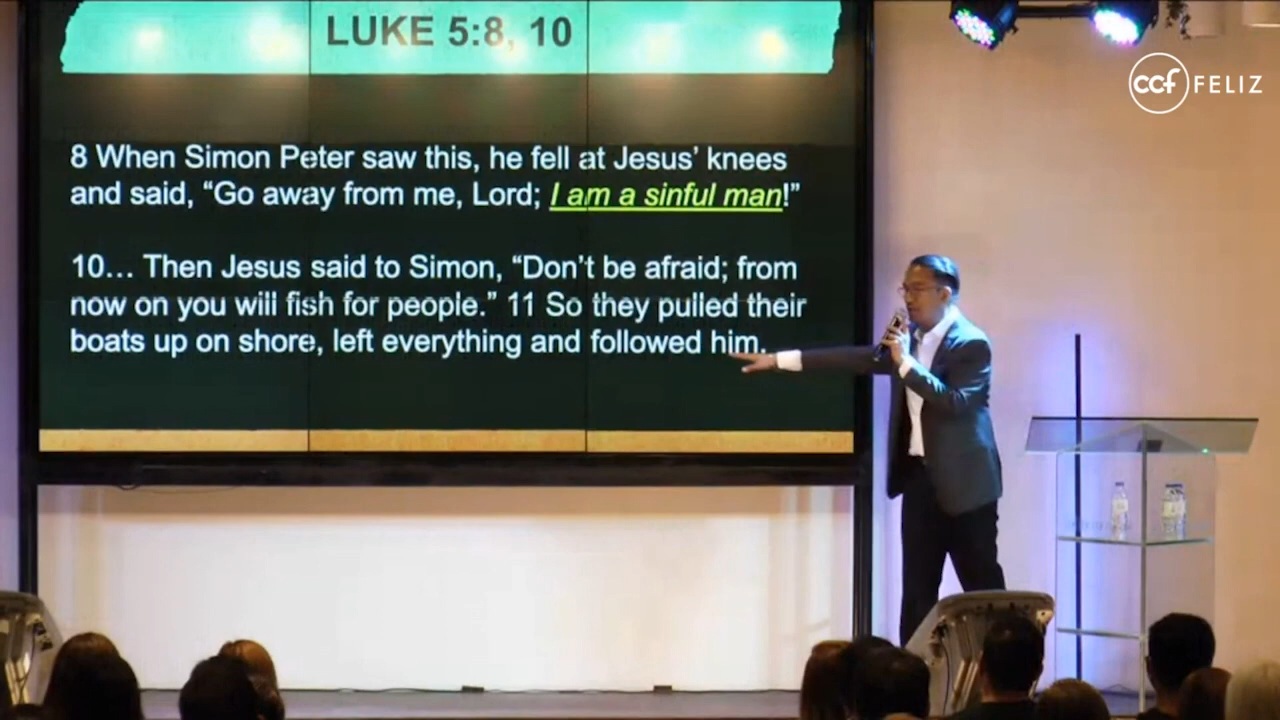 LUKE 5:8, 10
ccf FELIZ
8 When Simon Peter saw this, he fell at Jesus’ knees
and said, “Go away from me, Lord; I am a sinful man!”
10… Then Jesus said to Simon, “Don’t be afraid; from
now on you will fish for people.” 11 So they pulled their
boats up on shore, left everything and followed him.